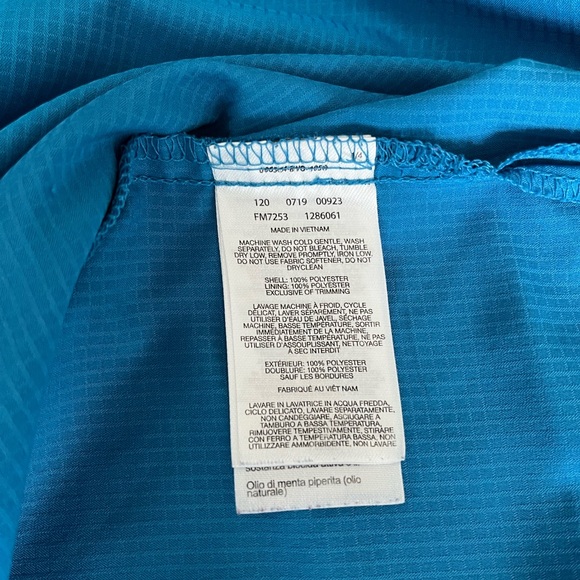 120 0719 00923
FM7253 1286061
MADE IN VIETNAM
MACHINE WASH COLD GENTLE, WASH
SEPARATELY, DO NOT BLEACH, TUMBLE
DRY LOW, REMOVE PROMPTLY, IRON LOW.
DO NOT USE FABRIC SOFTENER, DO NOT
DRYCLEAN
SHELL: 100% POLYESTER
LINING: 100% POLYESTER
EXCLUSIVE OF TRIMMING
LAVAGE MACHINE À FROID, CYCLE
DÉLICAT, LAVER SÉPARÉMENT, NE PAS
UTILISER D'EAU DE JAVEL, SÉCHAGE
MACHINE, BASSE TEMPÉRATURE, SORTIR
IMMÉDIATEMENT DE LA MACHINE,
REPASSER À BASSE TEMPÉRATURE. NE PAS
UTILISER D'ASSOUPLISSANT, NETTOYAGE
À SEC INTERDIT
EXTÉRIEUR: 100% POLYESTER
DOUBLURE: 100% POLYESTER
SAUF LES BORDURES
FABRIQUÉ AU VIÊT NAM
LAVARE IN LAVATRICE IN ACQUA FREDDA,
CICLO DELICATO, LAVARE SEPARATAMENTE,
NON CANDEGGIARE, ASCIUGARE A
TAMBURO A BASSA TEMPERATURA,
RIMUOVERE TEMPESTIVAMENTE, STIRARE
CON FERRO A TEMPERATURA BASSA. NON
UTILIZZARE AMMORBIDENTE, NON LAVARE
sostanza biocida
Olio di menta piperita (olio
naturale)